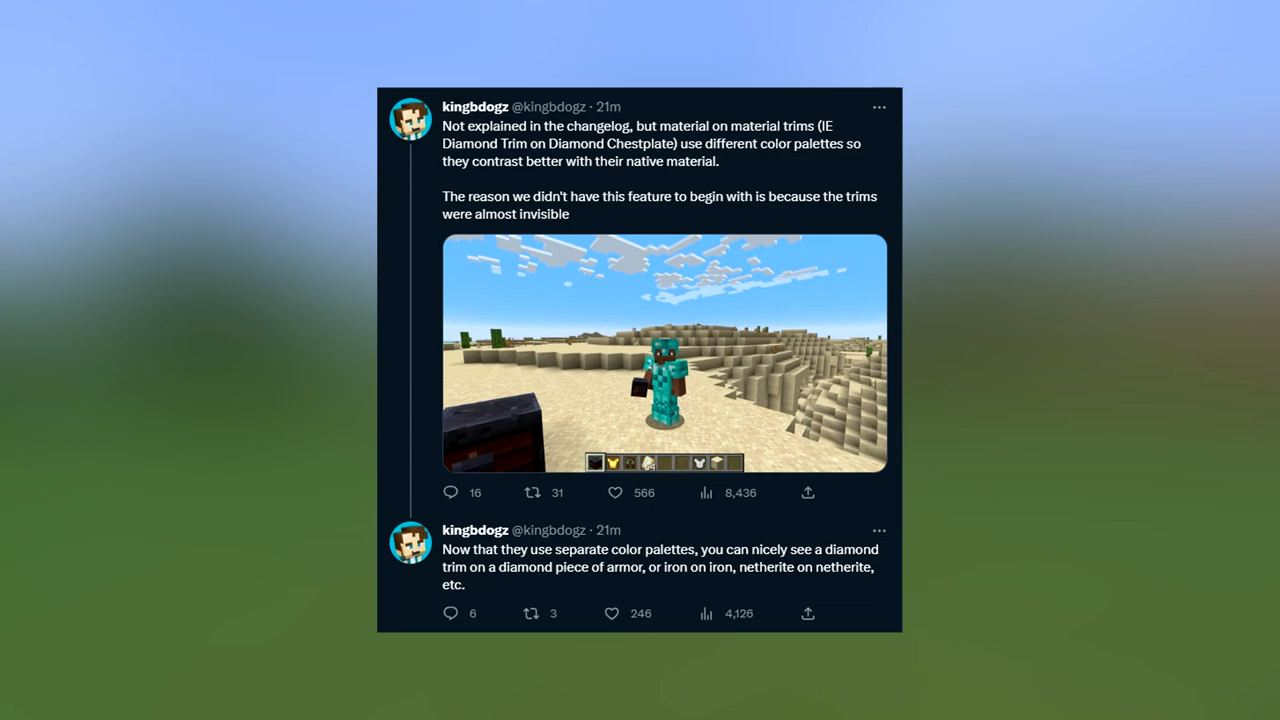 kingbdogz @kingbdogz · 21m
Not explained in the changelog, but material on material trims (IE
Diamond Trim on Diamond Chestplate) use different color palettes so
they contrast better with their native material.
The reason we didn't have this feature to begin with is because the trims
were almost invisible
64
16 31 566 8,436
kingbdogz @kingbdogz · 21m
Now that they use separate color palettes, you can nicely see a diamond
trim on a diamond piece of armor, or iron on iron, netherite on netherite,
etc.
6 3 246 4,126